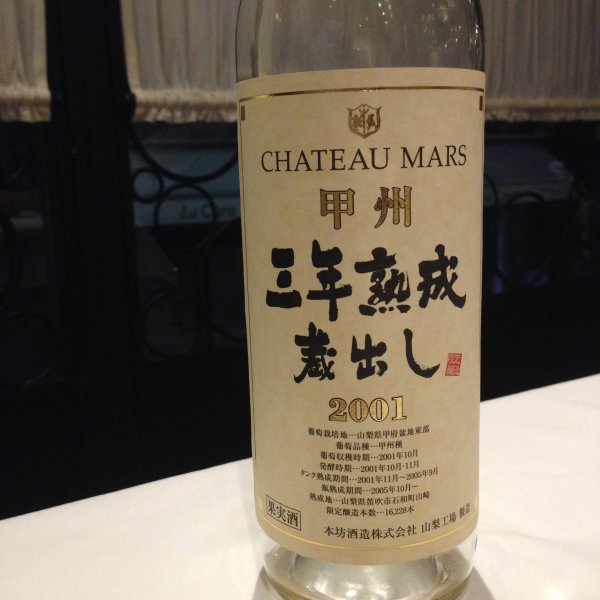 CHATEAU MARS
甲州
三年熟成
蔵出し
2001
葡萄栽培地…山梨県甲府盆地東部
葡萄品種…甲州種
葡萄収穫時期…2001年10月
発酵時期…2001年10月・11月
タンク熟成期間…2001年11月～2005年9月
瓶熟成期間…2005年10月～
熟成地…山梨県笛吹市石和町山崎
限定醸造本数…16,228本
果実酒
本坊酒造株式会社 山梨工場 製造